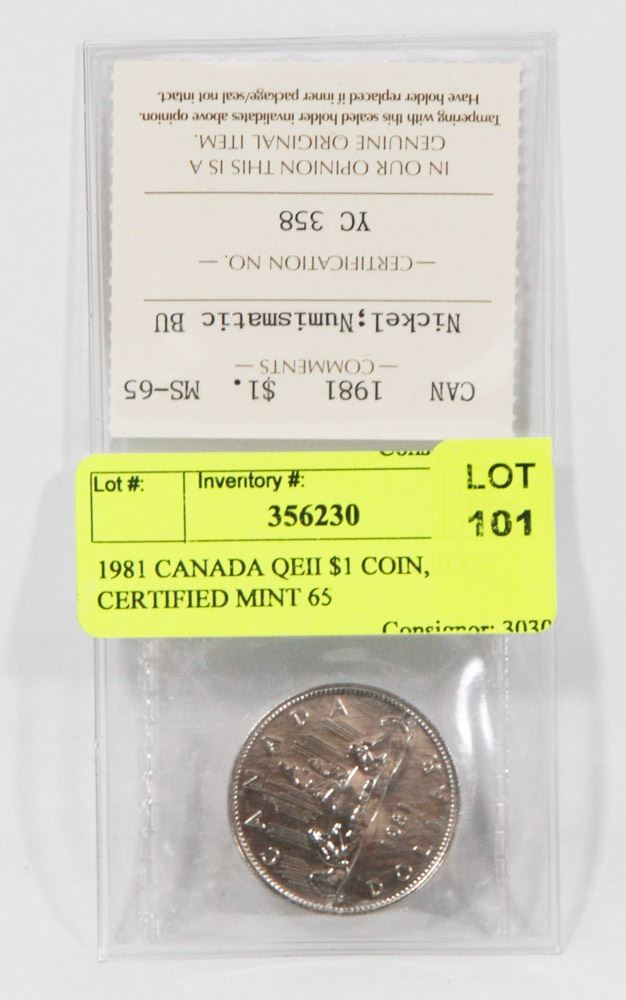 CAN 1981 $1. MS-65
— COMMENTS —
Nickel;Numismatic BU
— CERTIFICATION NO. —
YC 358
IN OUR OPINION THIS IS A
GENUINE ORIGINAL ITEM.
Tampering with this sealed holder invalidates above opinion.
Have holder replaced if inner package/seal not intact.
Lot #:
Inventory #:
356230
LOT
101
1981 CANADA QEII $1 COIN,
CERTIFIED MINT 65
Consignor: 3030
CANADA
1981
DOLLAR